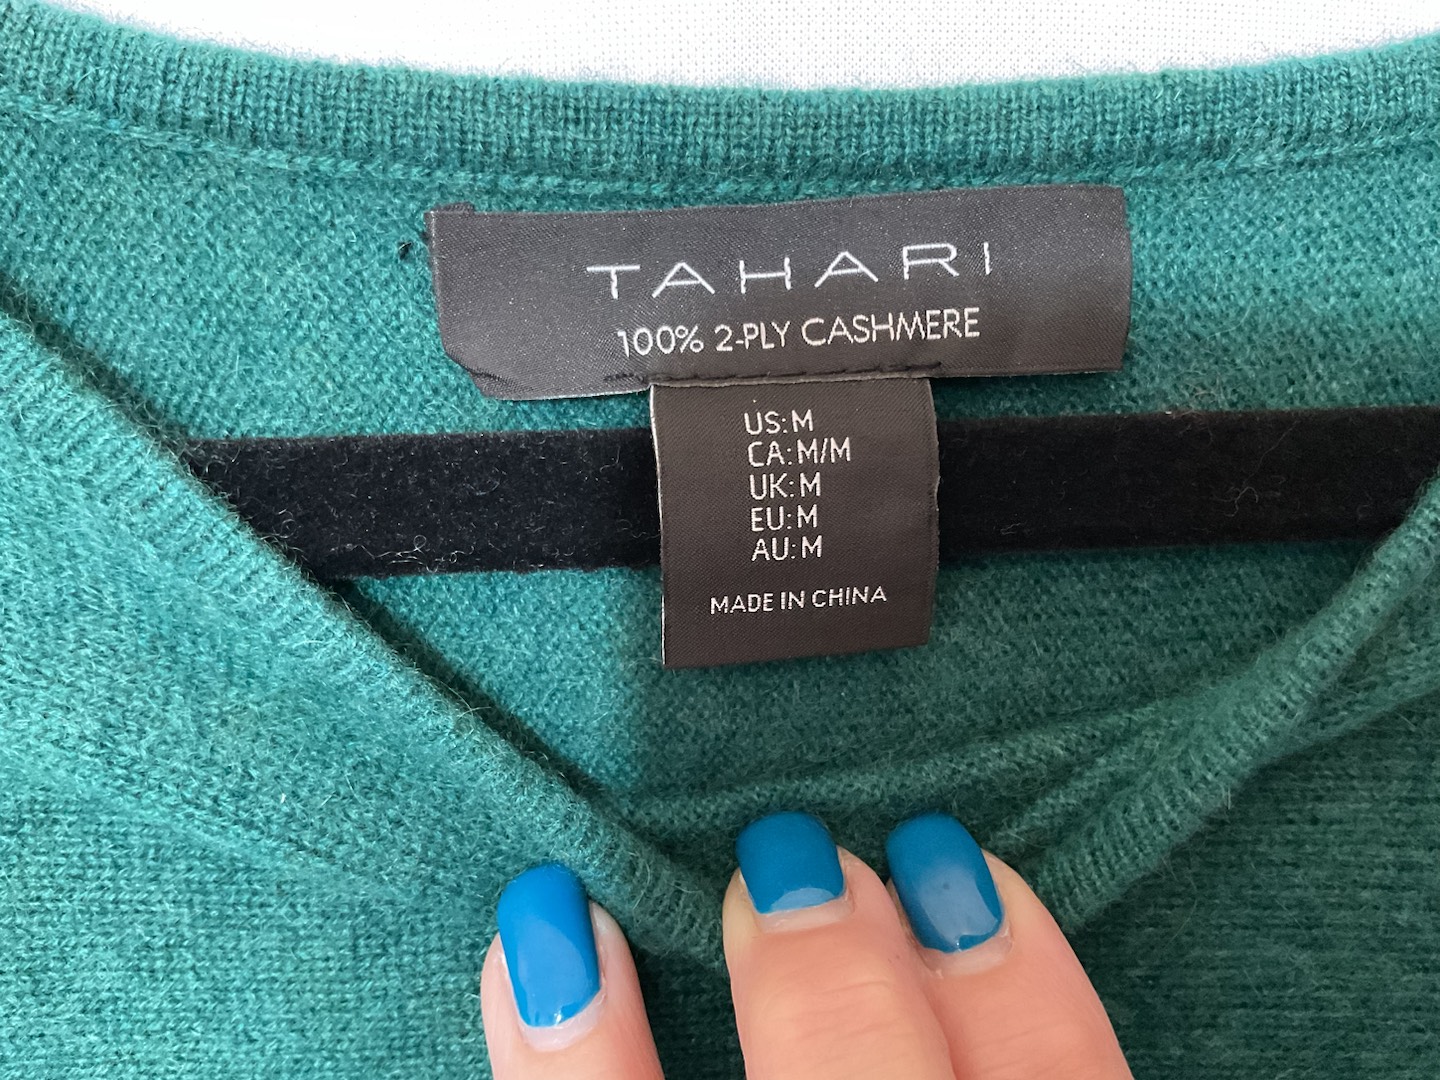 TAHARI
100% 2-PLY CASHMERE
US: M
CA: M/M
UK: M
EU: M
AU: M
MADE IN CHINA